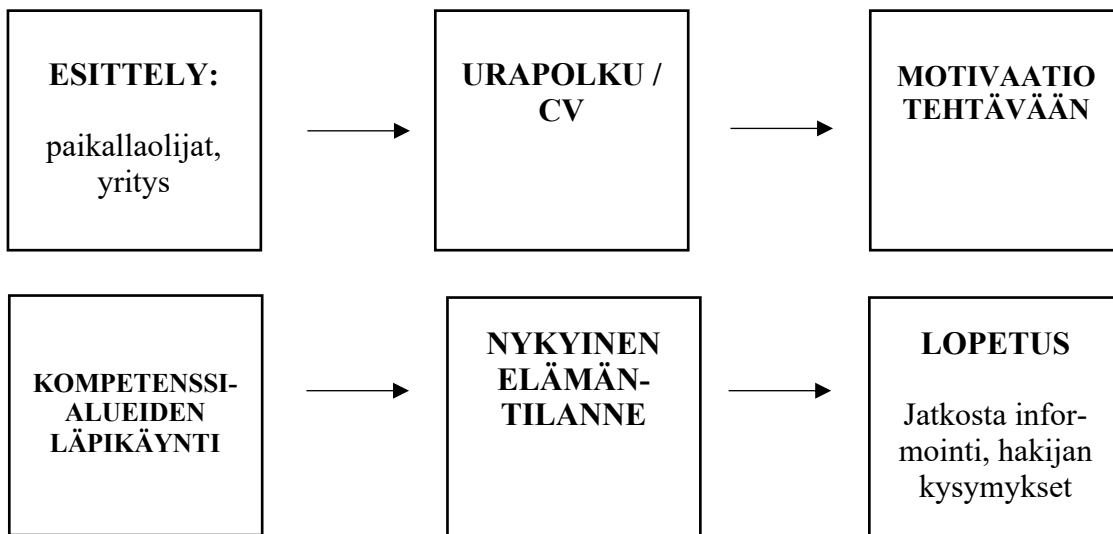 ESITTELY:
paikallaolijat,
yritys
URAPOLKU /
CV
MOTIVAATIO
TEHTÄVÄÄN
KOMPETENSSI-
ALUEIDEN
LÄPIKÄYNTI
NYKYINEN
ELÄMÄN-
TILANNE
LOPETUS
Jatkosta infor-
mointi, hakijan
kysymykset